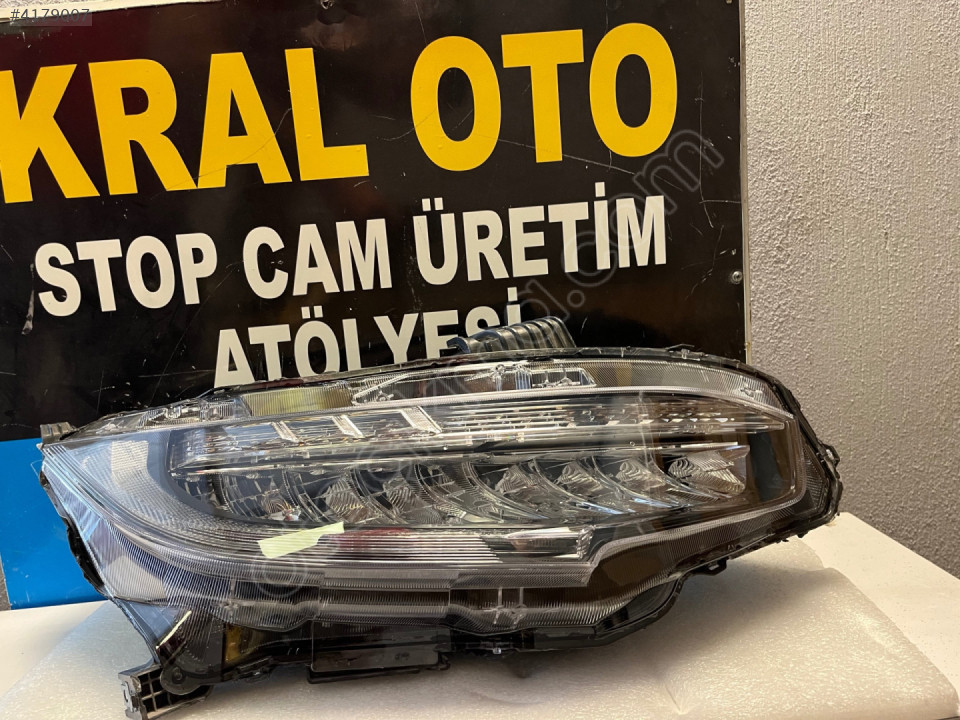 #4179007
KRAL OTO
STOP CAM ÜRETİM
ATÖLYESİ